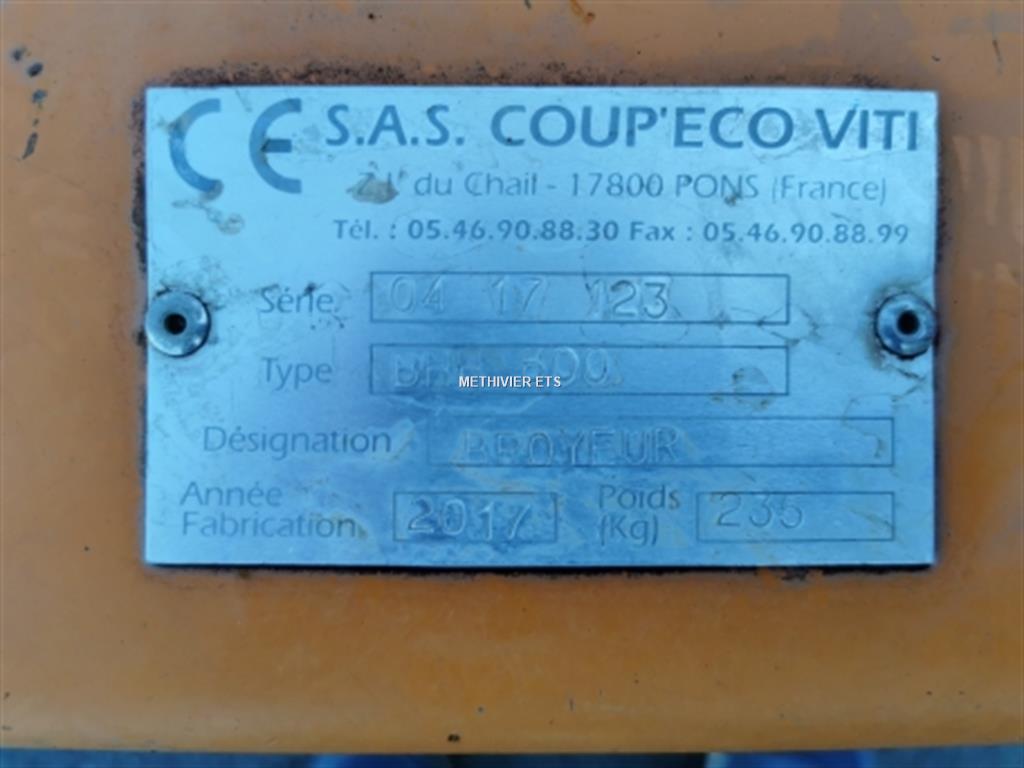 CE S.A.S. COUP'ECO VITI
du Chail - 17800 PONS (France)
Tél. : 05.46.90.88.30 Fax : 05.46.90.88.99
Série 04 17 123
Type
METHIVIER ETS
Désignation BROYEUR
Année Fabrication 2017 Poids (Kg) 235